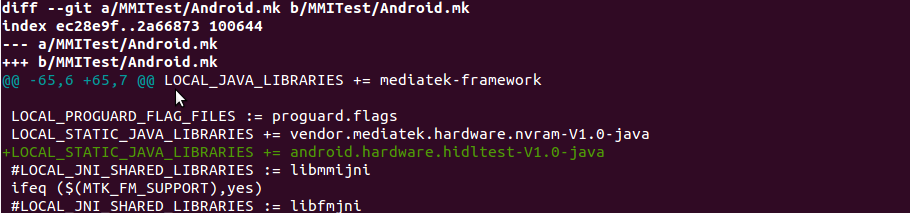 diff --git a/MMITest/Android.mk b/MMITest/Android.mk
index ec28e9f..2a66873 100644
--- a/MMITest/Android.mk
+++ b/MMITest/Android.mk
@@ -65,6 +65,7 @@ LOCAL_JAVA_LIBRARIES += mediatek-framework

 LOCAL_PROGUARD_FLAG_FILES := proguard.flags
 LOCAL_STATIC_JAVA_LIBRARIES += vendor.mediatek.hardware.nvram-V1.0-java
+LOCAL_STATIC_JAVA_LIBRARIES += android.hardware.hidltest-V1.0-java
 #LOCAL_JNI_SHARED_LIBRARIES := libmmijni
 ifeq ($(MTK_FM_SUPPORT),yes)
 #LOCAL_JNI_SHARED_LIBRARIES := libfmjni